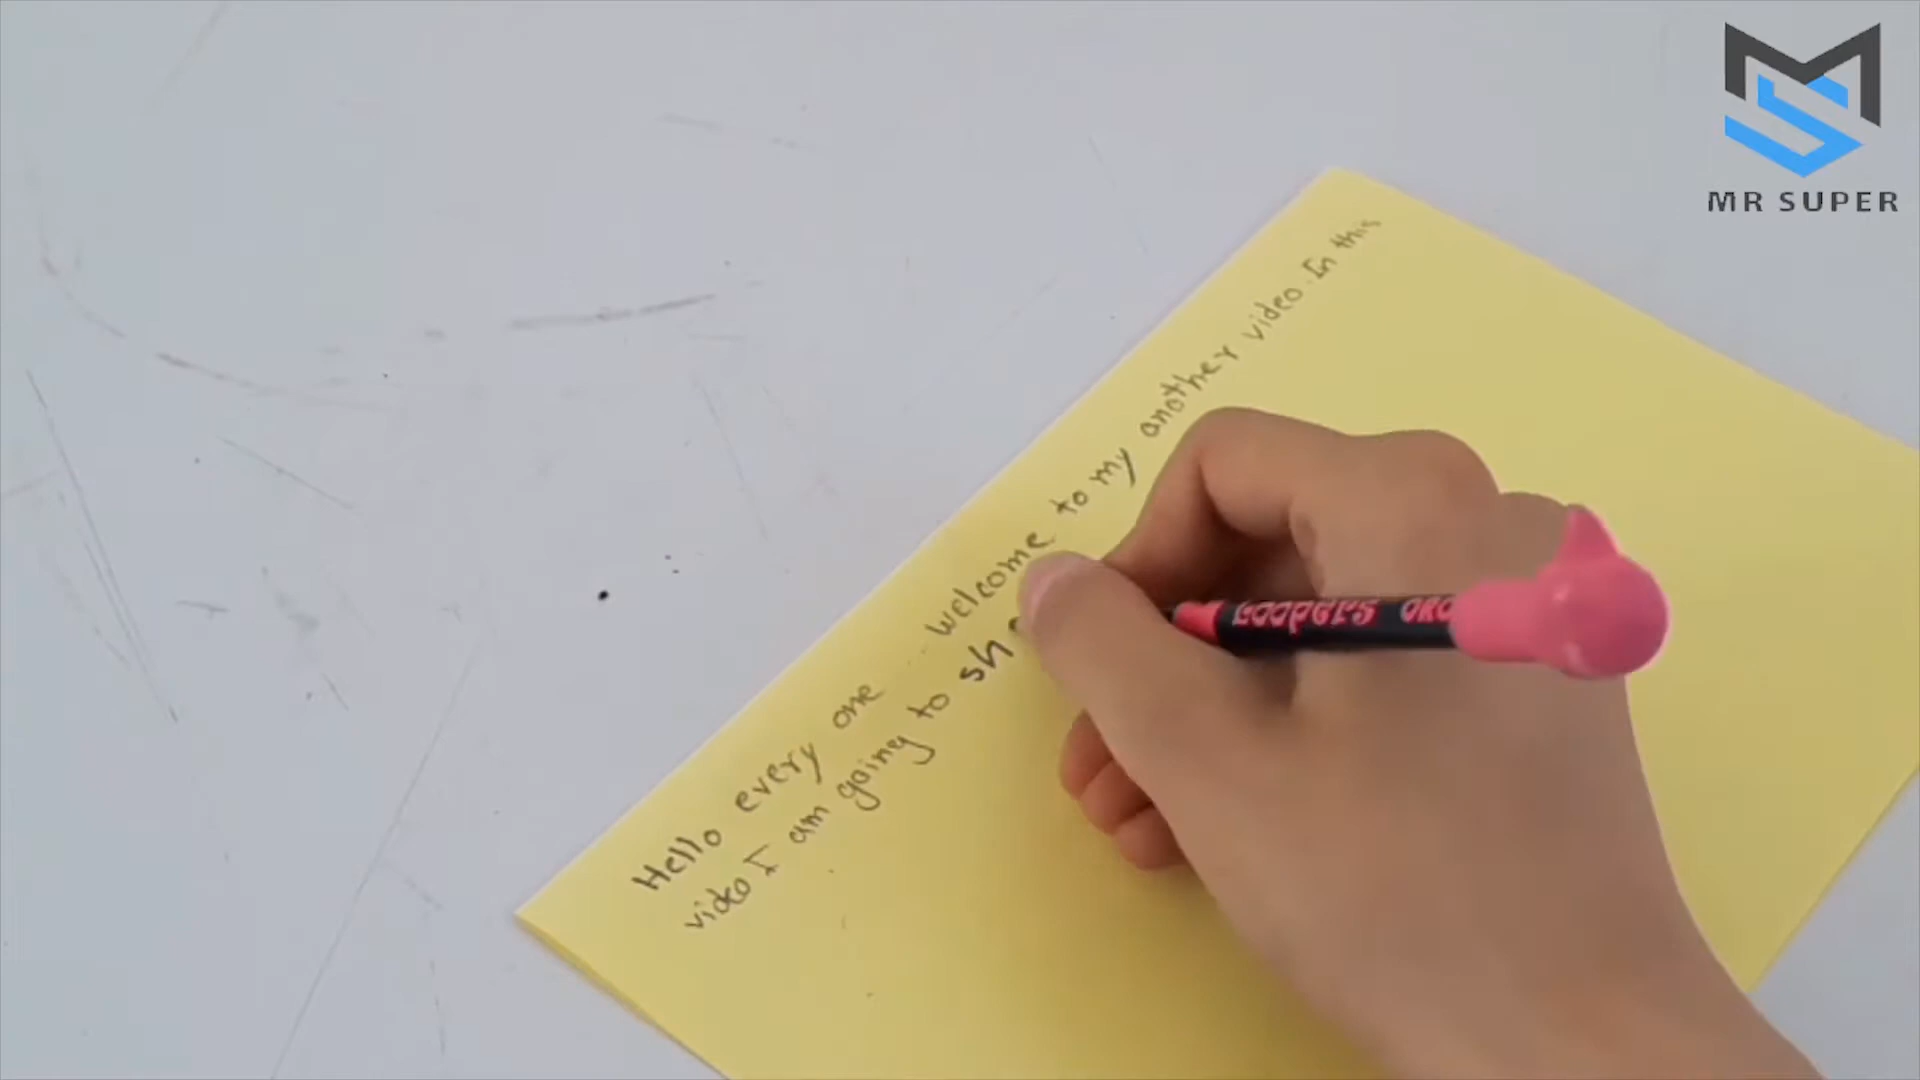 MR SUPER
Hello every one welcome to my another video. In this
video I am going to sh